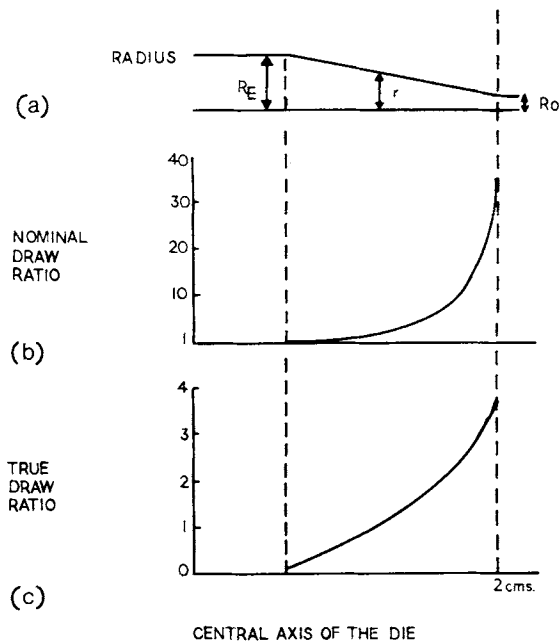 RADIUS
R_E
r
R_O
(a)
40
30
20
10
1
NOMINAL
DRAW
RATIO
(b)
4
3
2
1
0
TRUE
DRAW
RATIO
2 cms.
(c)
CENTRAL AXIS OF THE DIE